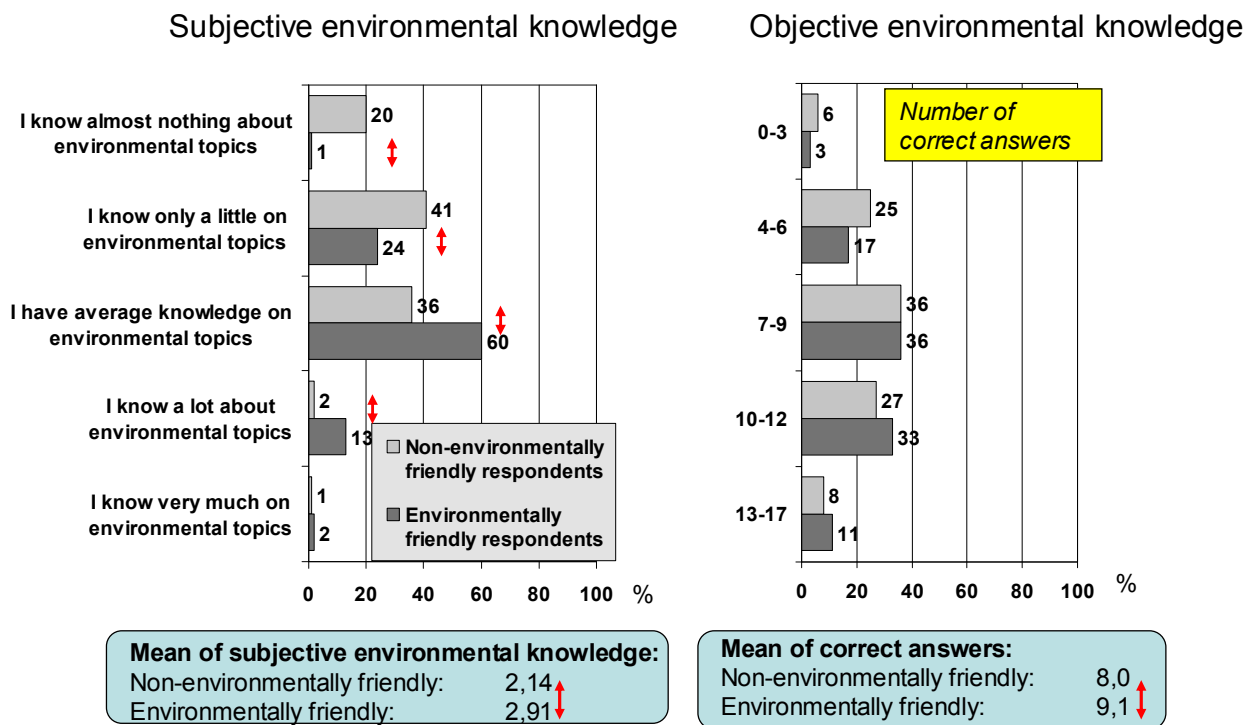 Subjective environmental knowledge
I know almost nothing about
environmental topics
20
1
I know only a little on
environmental topics
41
24
I have average knowledge on
environmental topics
36
60
I know a lot about
environmental topics
2
13
I know very much on
environmental topics
1
2
Non-environmentally
friendly respondents
Environmentally
friendly respondents
0 20 40 60 80 100 %
Mean of subjective environmental knowledge:
Non-environmentally friendly: 2,14
Environmentally friendly: 2,91
Objective environmental knowledge
Number of
correct answers
0-3
6
3
4-6
25
17
7-9
36
36
10-12
27
33
13-17
8
11
0 20 40 60 80 100 %
Mean of correct answers:
Non-environmentally friendly: 8,0
Environmentally friendly: 9,1